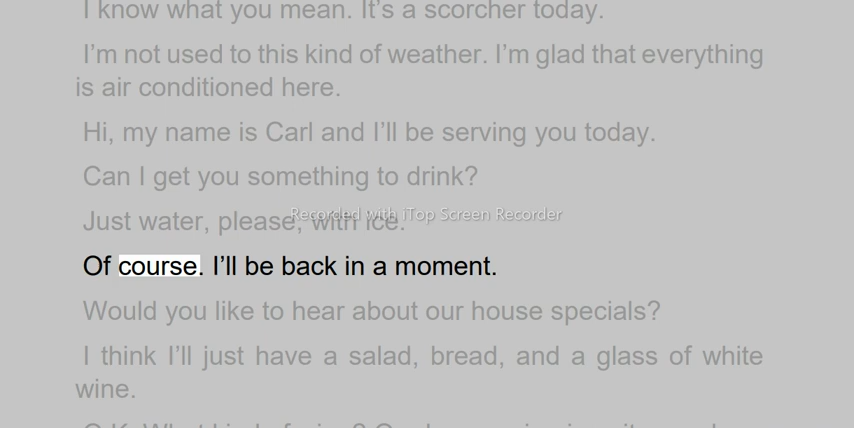 I know what you mean. It’s a scorcher today.
I’m not used to this kind of weather. I’m glad that everything
is air conditioned here.
Hi, my name is Carl and I’ll be serving you today.
Can I get you something to drink?
Just water, please, with ice.
Recorded with iTop Screen Recorder
Of course. I’ll be back in a moment.
Would you like to hear about our house specials?
I think I’ll just have a salad, bread, and a glass of white
wine.